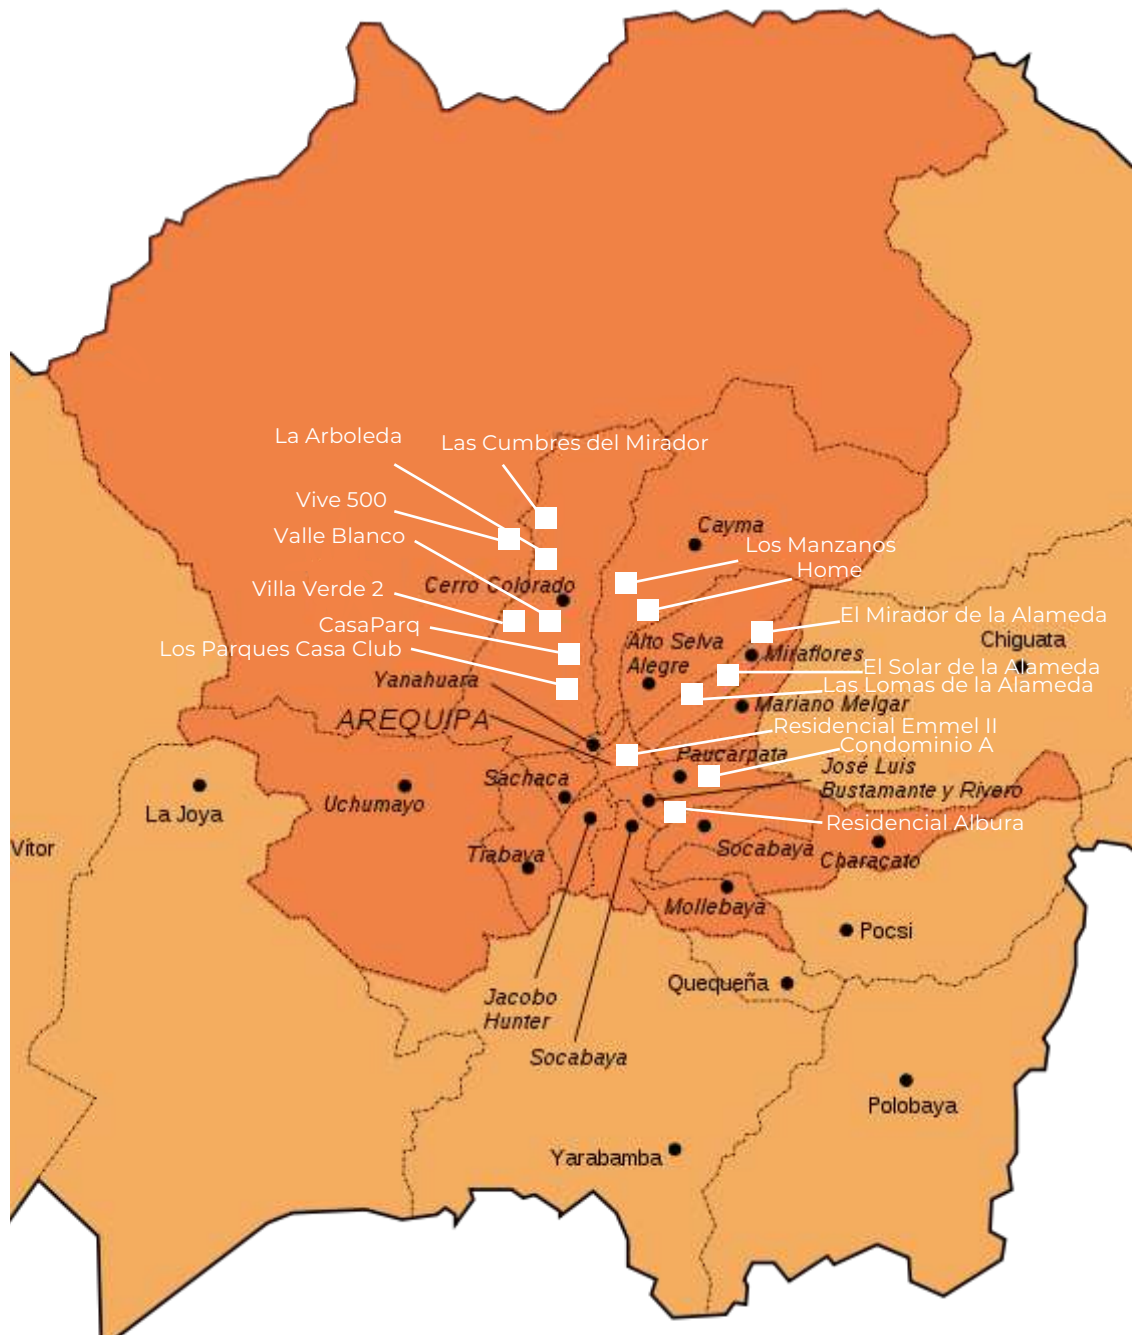 La Arboleda
Las Cumbres del Mirador
Vive 500
Valle Blanco
Cayma
Los Manzanos
Home
Villa Verde 2
Cerro Colorado
CasaParq
El Mirador de la Alameda
Los Parques Casa Club
Alto Selva
Alegre
Miraflores
Chiguata
El Solar de la Alameda
Yanahuara
Las Lomas de la Alameda
Mariano Melgar
AREQUIPA
Residencial Emmel II
Condominio A
Paucarpata
José Luis
Bustamante y Rivero
Sachaca
Uchumayo
La Joya
Residencial Albura
Vitor
Tiabaya
Socabaya
Characato
Mollebaya
Pocsi
Quequeña
Jacobo
Hunter
Socabaya
Polobaya
Yarabamba